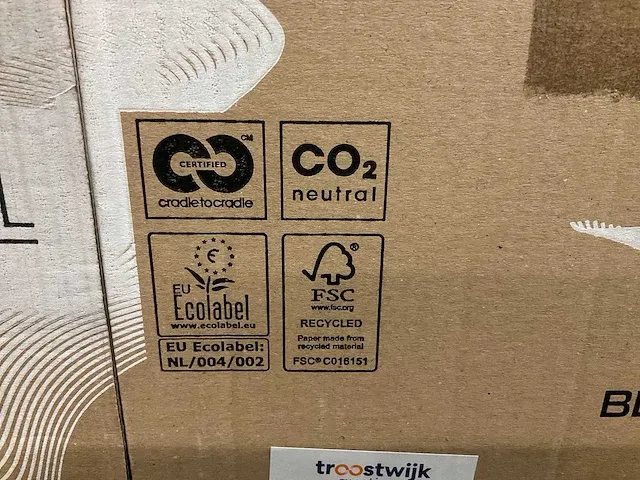 CERTIFIED CM
cradletocradle
CO2
neutral
€
EU
Ecolabel
www.ecolabel.eu
EU Ecolabel:
NL/004/002
®
FSC
www.fsc.org
RECYCLED
Paper made from
recycled material
FSC® C016151
troostwijk